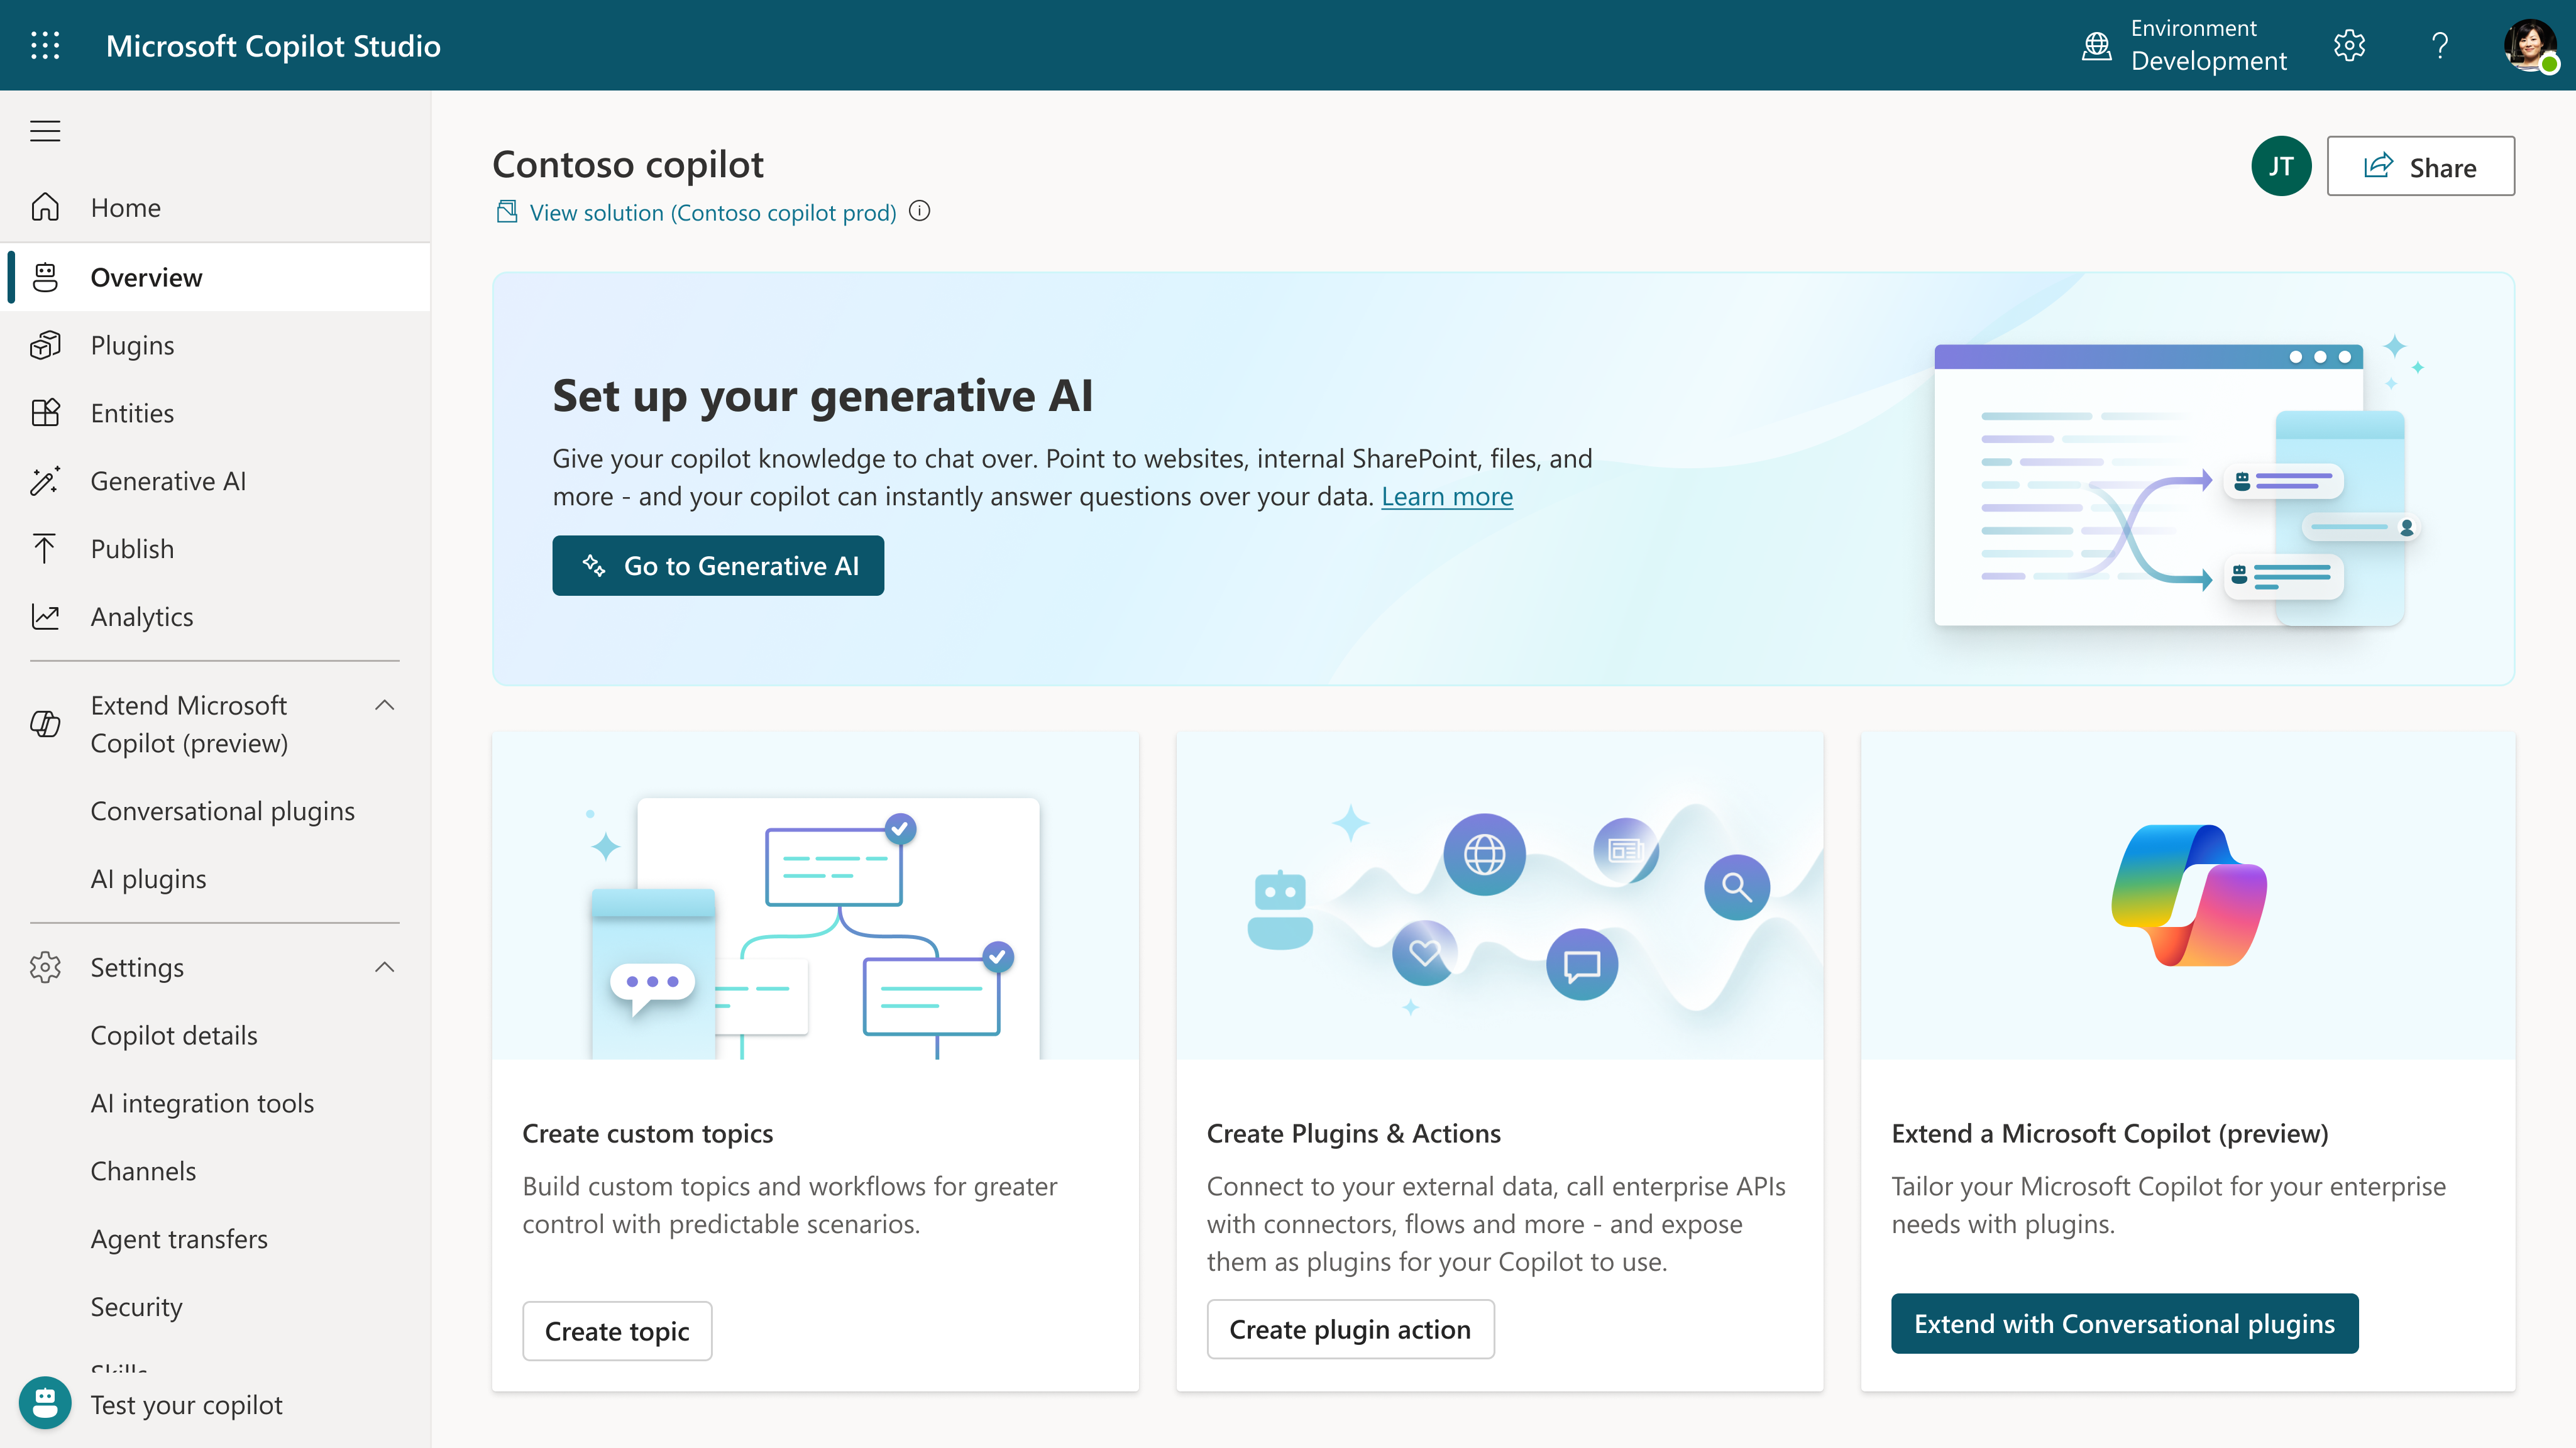 Microsoft Copilot Studio
Environment
Development
Home
Overview
Plugins
Entities
Generative AI
Publish
Analytics
Extend Microsoft
Copilot (preview)
Conversational plugins
AI plugins
Settings
Copilot details
AI integration tools
Channels
Agent transfers
Security
Skills
Test your copilot
Contoso copilot
View solution (Contoso copilot prod)
JT
Share
Set up your generative AI
Give your copilot knowledge to chat over. Point to websites, internal SharePoint, files, and
more - and your copilot can instantly answer questions over your data. Learn more
Go to Generative AI
Create custom topics
Build custom topics and workflows for greater
control with predictable scenarios.
Create topic
Create Plugins & Actions
Connect to your external data, call enterprise APIs
with connectors, flows and more - and expose
them as plugins for your Copilot to use.
Create plugin action
Extend a Microsoft Copilot (preview)
Tailor your Microsoft Copilot for your enterprise
needs with plugins.
Extend with Conversational plugins